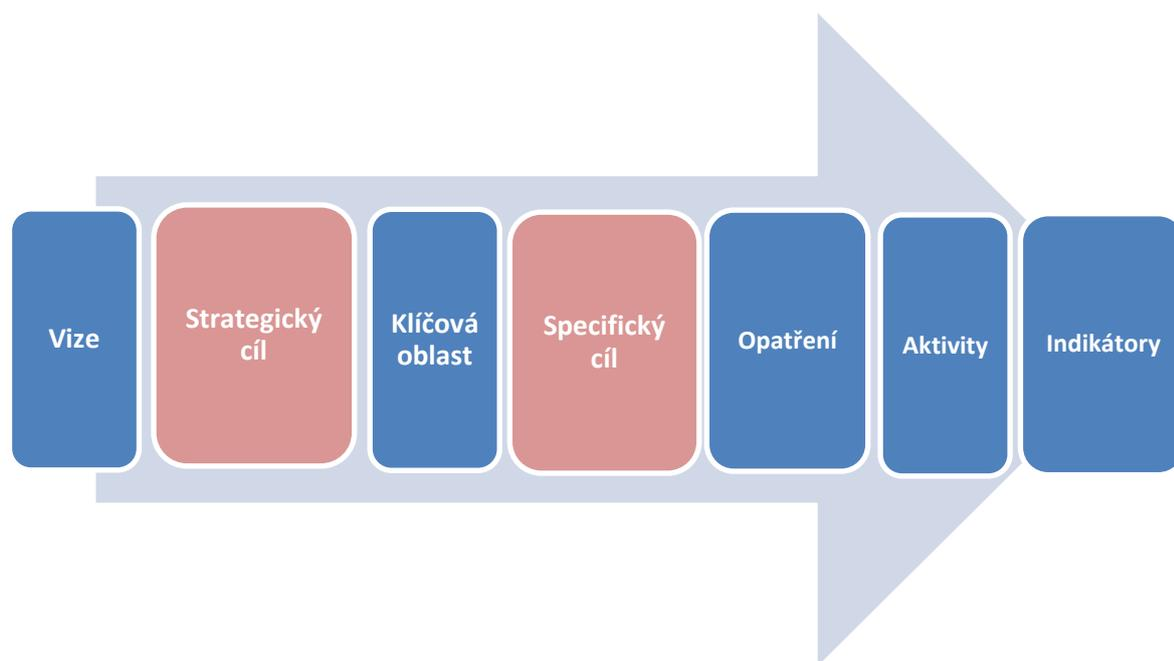 Vize
Strategický
cíl
Klíčová
oblast
Specifický
cíl
Opatření
Aktivity
Indikátory